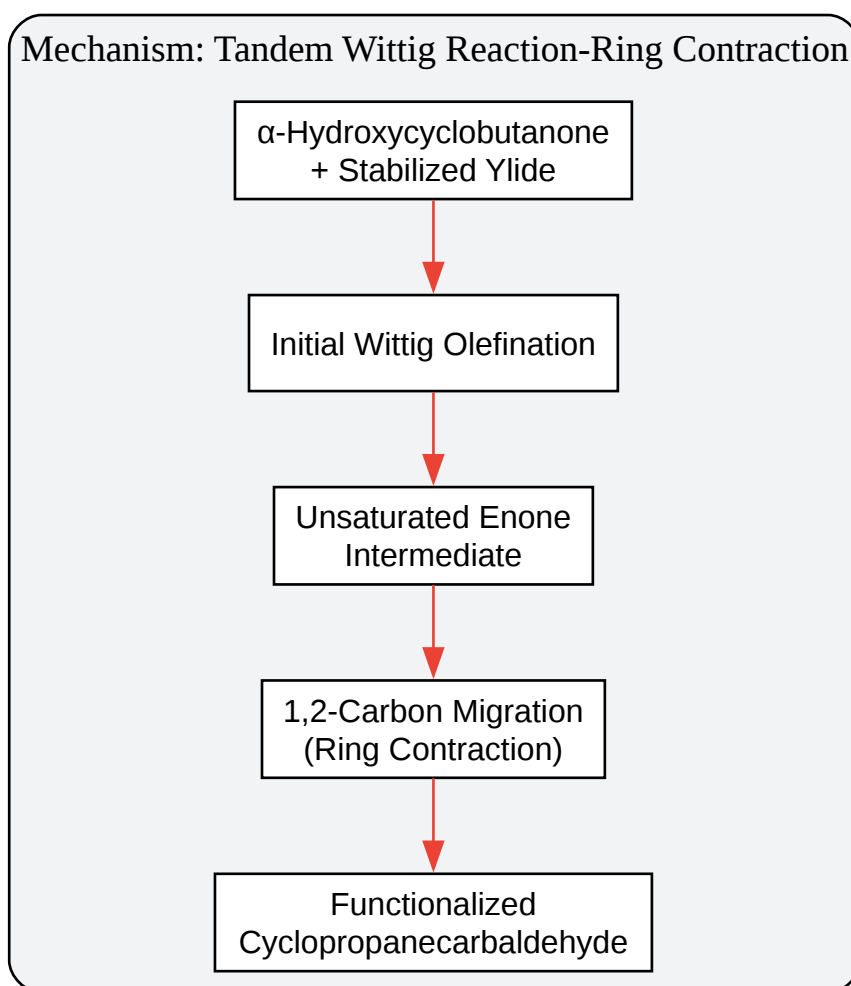 Mechanism: Tandem Wittig Reaction-Ring Contraction
α-Hydroxycyclobutanone
+ Stabilized Ylide
Initial Wittig Olefination
Unsaturated Enone
Intermediate
1,2-Carbon Migration
(Ring Contraction)
Functionalized
Cyclopropanecarbaldehyde